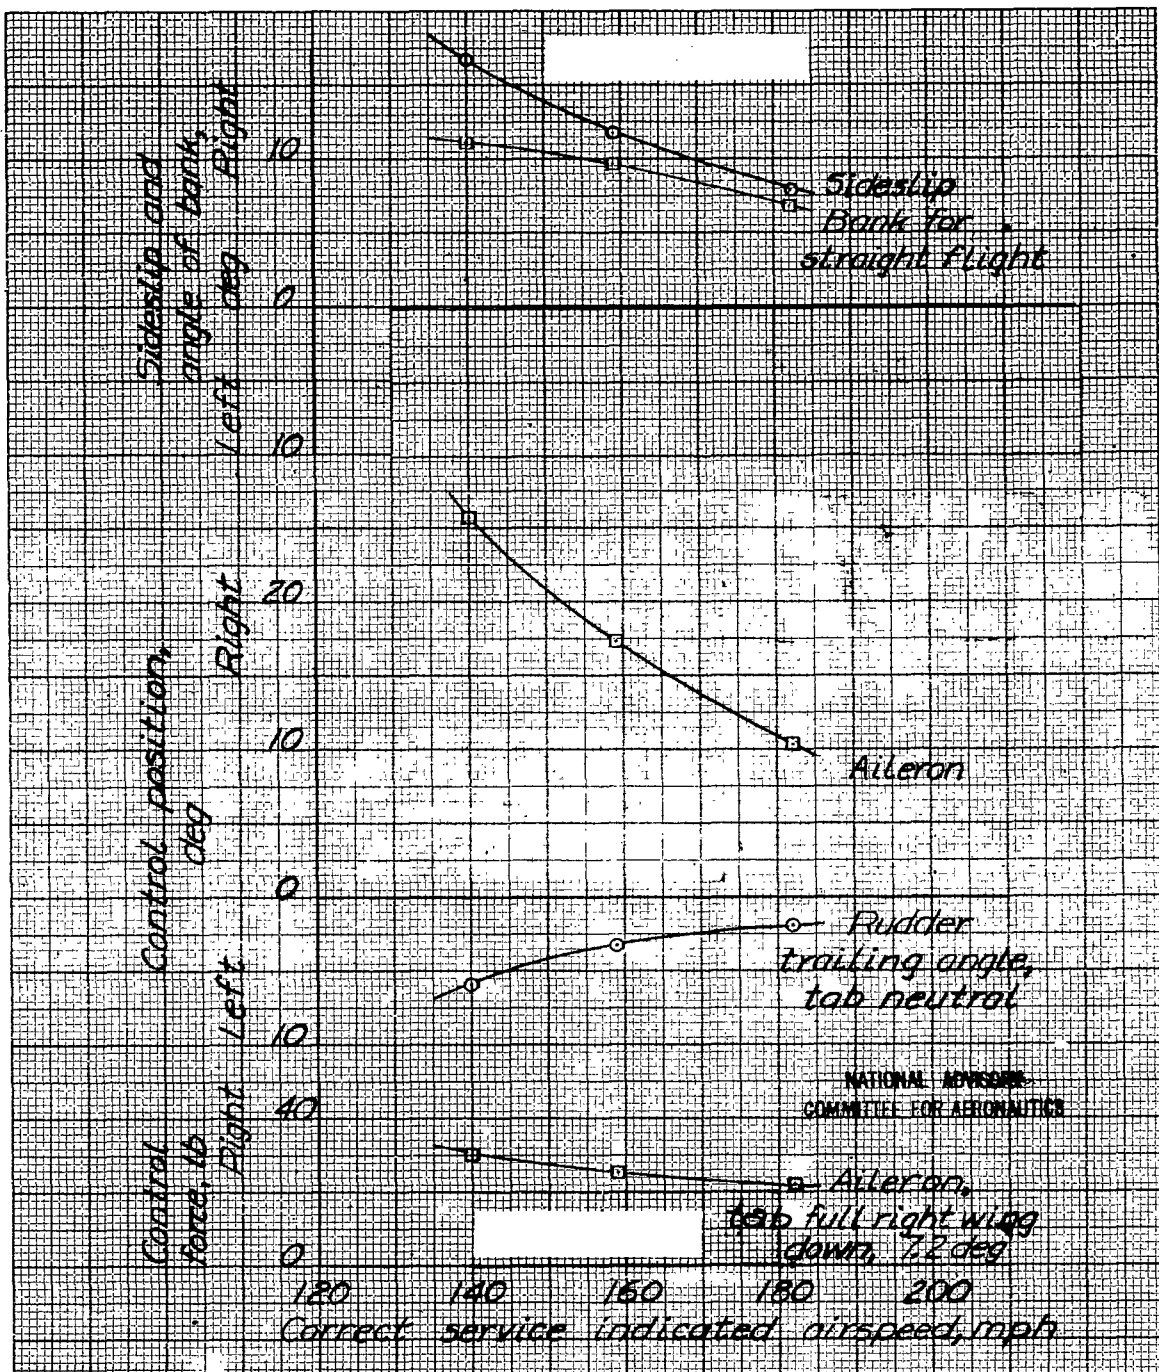 Sideslip and
angle of bank,
deg
Left Right
10
0
10
Sideslip
Bank for
straight flight
Control position,
deg
Left Right
20
10
0
10
Aileron
Rudder
trailing angle,
tab neutral
NATIONAL ADVISORY
COMMITTEE FOR AERONAUTICS
Control
force, lb
Right
40
0
Aileron,
tab full right wing
down, 7.2 deg
120 140 160 180 200
Correct service indicated airspeed, mph